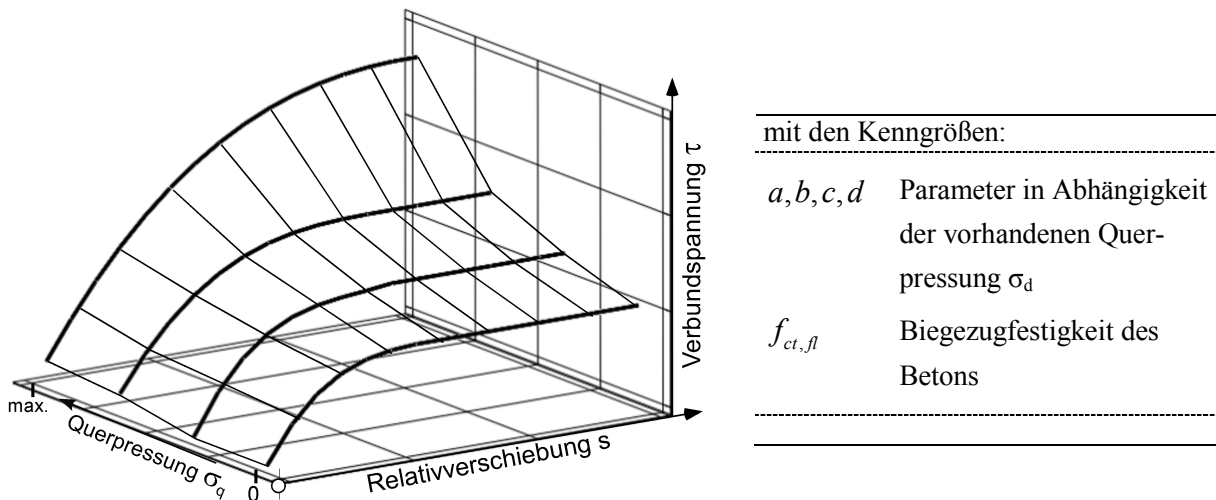 max.
Querpressung σq
0
Relativverschiebung s
Verbundspannung τ
mit den Kenngrößen:
a,b,c,d Parameter in Abhängigkeit
der vorhandenen Quer-
pressung σd
fct,fl Biegezugfestigkeit des
Betons